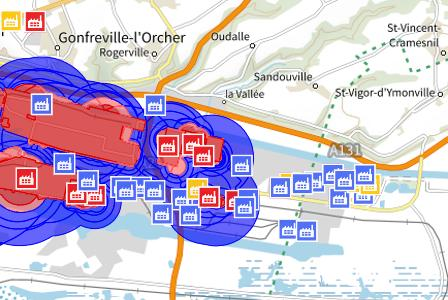 St-Vincent-
Cramesnil
Gonfreville-l'Orcher
Oudalle
Rogerville
Sandouville
la Vallée
St-Vigor-d'Ymonville
A131